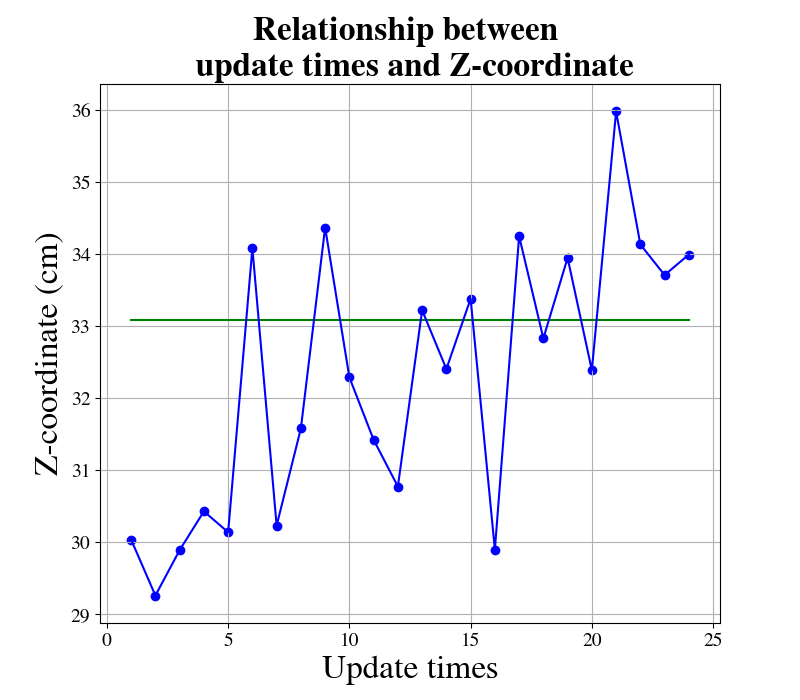 Relationship between
update times and Z-coordinate
36
35
34
33
32
31
30
29
Z-coordinate (cm)
0 5 10 15 20 25
Update times